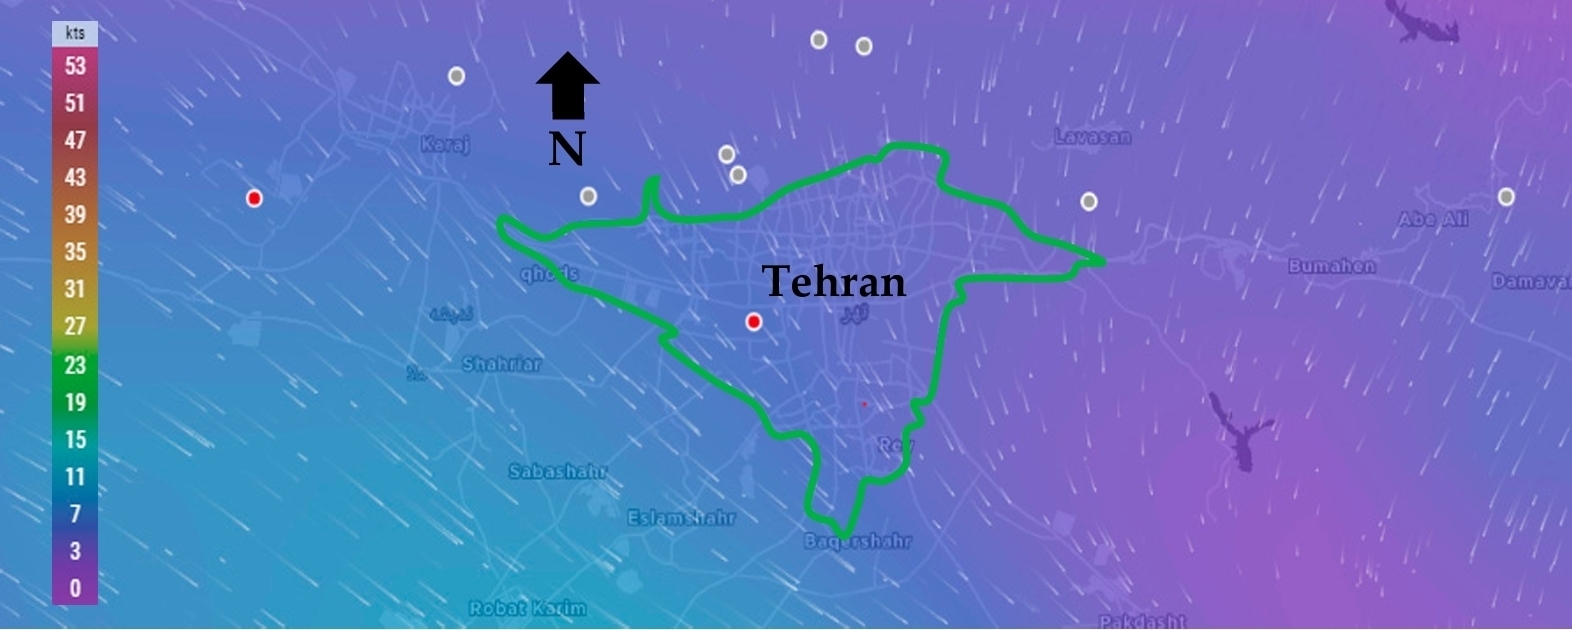 kts
53
51
47
43
39
35
31
27
23
19
15
11
7
3
0
N
Karaj
Lavasan
Abe Ali
qhods
Tehran
Bumahen
Damava
Shahriar
Rey
Sabashahr
Eslamshahr
Baqershahr
Robat Karim
Pakdasht